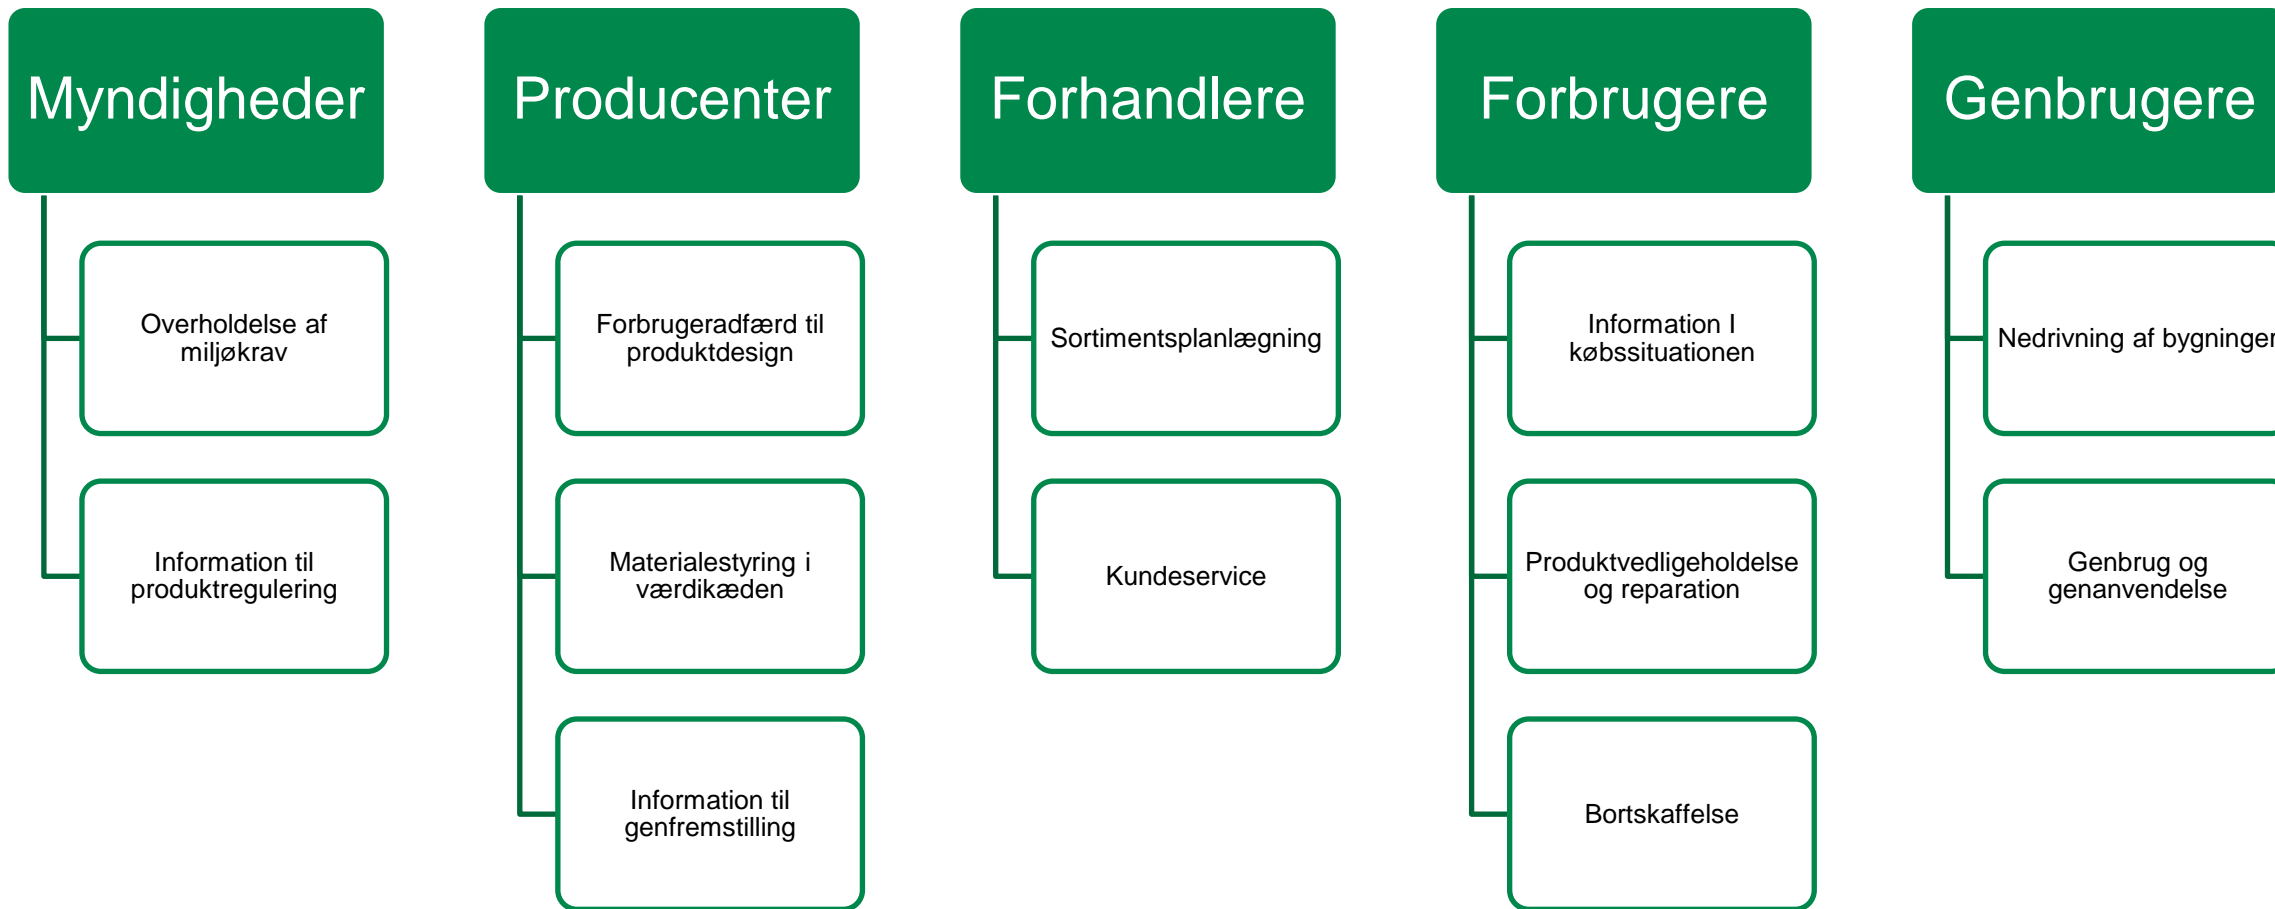 Myndigheder
Overholdelse af
miljøkrav
Information til
produktregulering
Producenter
Forbrugeradfærd til
produktdesign
Materialestyring i
værdikæden
Information til
genfremstilling
Forhandlere
Sortimentsplanlægning
Kundeservice
Forbrugere
Information I
købssituationen
Produktvedligeholdelse
og reparation
Bortskaffelse
Genbrugere
Nedrivning af bygninger
Genbrug og
genanvendelse